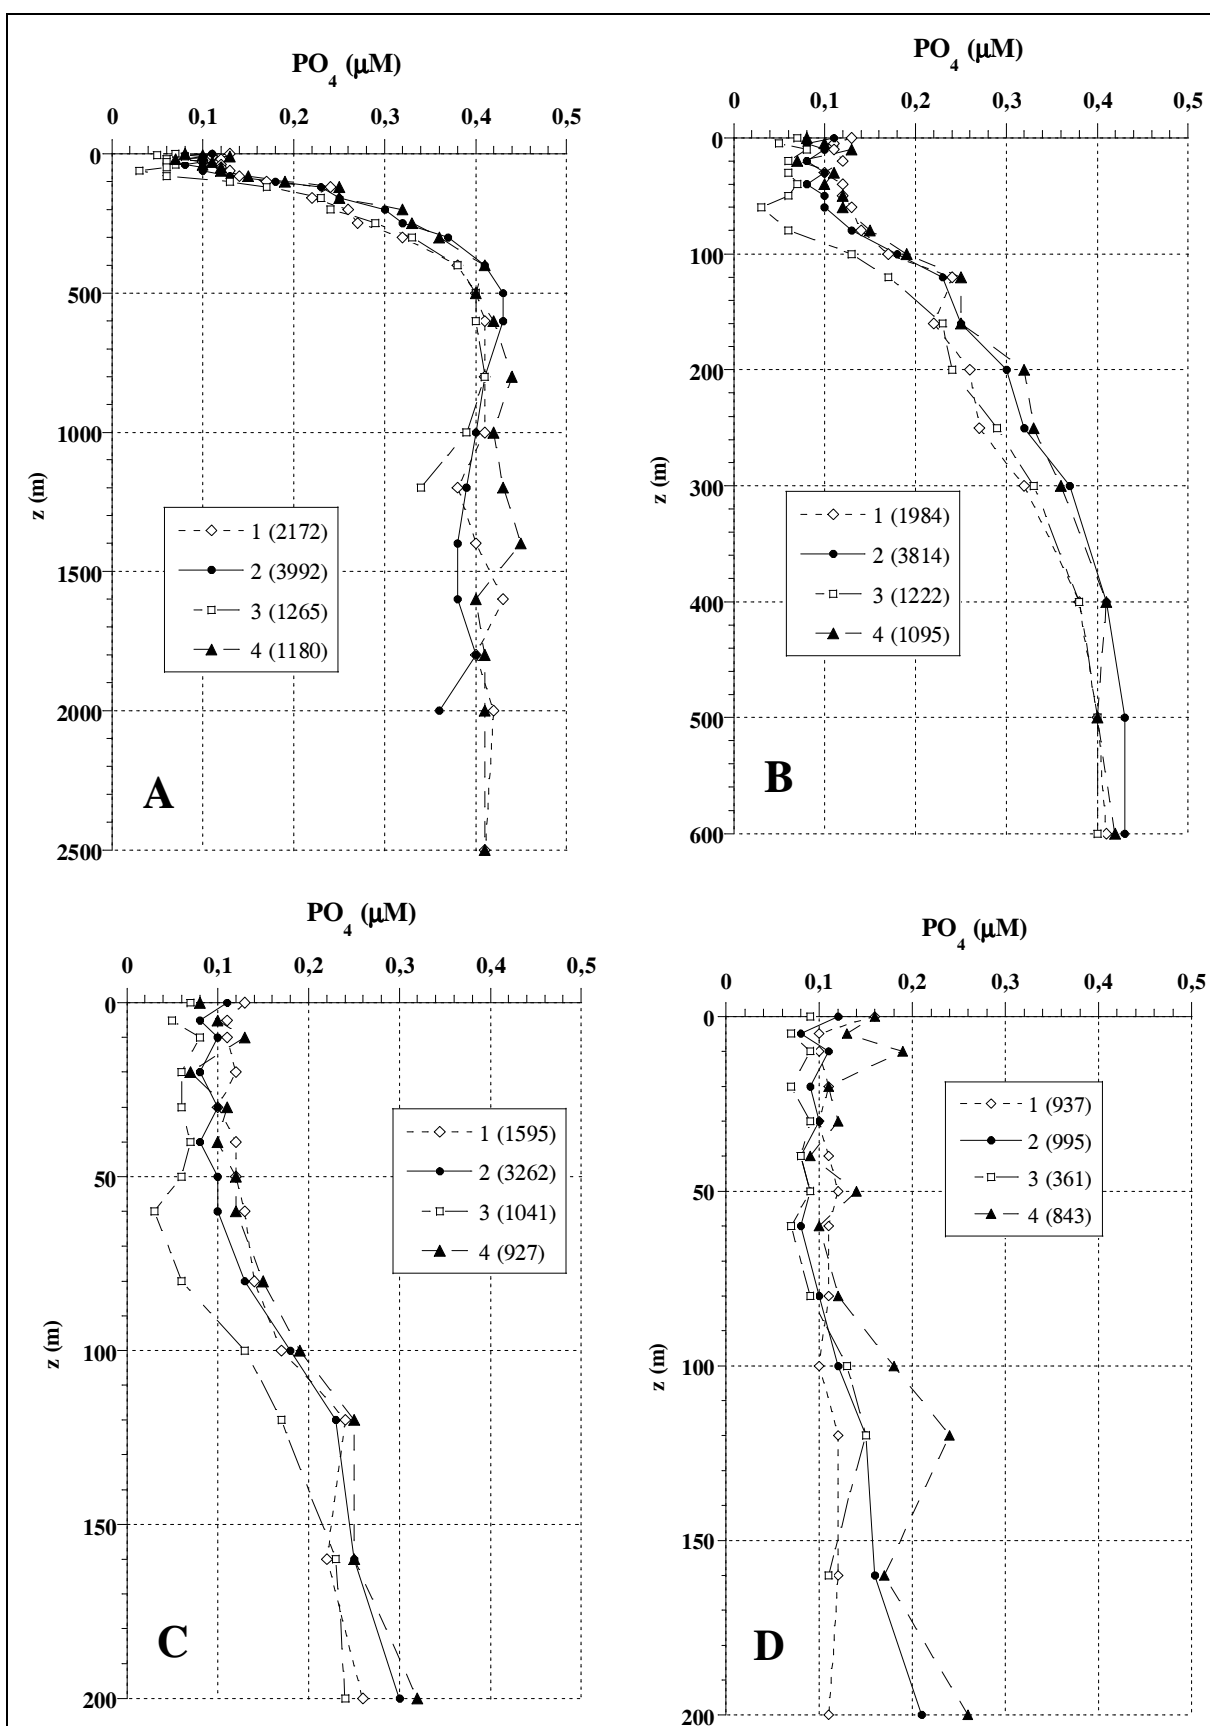 PO4 (μM)
0 0,1 0,2 0,3 0,4 0,5
0
500
1000
1500
2000
2500
z (m)
1 (2172)
2 (3992)
3 (1265)
4 (1180)
A
PO4 (μM)
0 0,1 0,2 0,3 0,4 0,5
0
100
200
300
400
500
600
z (m)
1 (1984)
2 (3814)
3 (1222)
4 (1095)
B
PO4 (μM)
0 0,1 0,2 0,3 0,4 0,5
0
50
100
150
200
z (m)
1 (1595)
2 (3262)
3 (1041)
4 (927)
C
PO4 (μM)
0 0,1 0,2 0,3 0,4 0,5
0
50
100
150
200
z (m)
1 (937)
2 (995)
3 (361)
4 (843)
D